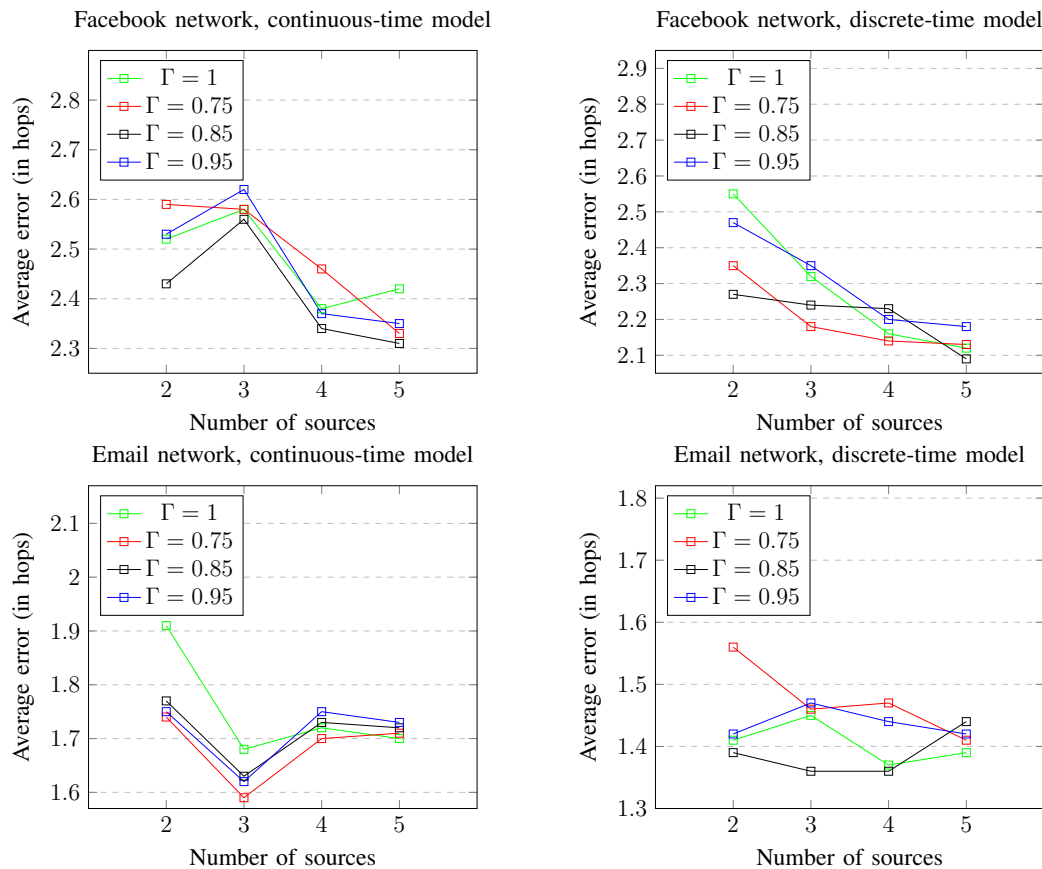 Facebook network, continuous-time model
Average error (in hops)
2.8
2.7
2.6
2.5
2.4
2.3
Γ = 1
Γ = 0.75
Γ = 0.85
Γ = 0.95
2 3 4 5
Number of sources
Facebook network, discrete-time model
Average error (in hops)
2.9
2.8
2.7
2.6
2.5
2.4
2.3
2.2
2.1
Γ = 1
Γ = 0.75
Γ = 0.85
Γ = 0.95
2 3 4 5
Number of sources
Email network, continuous-time model
Average error (in hops)
2.1
2
1.9
1.8
1.7
1.6
Γ = 1
Γ = 0.75
Γ = 0.85
Γ = 0.95
2 3 4 5
Number of sources
Email network, discrete-time model
Average error (in hops)
1.8
1.7
1.6
1.5
1.4
1.3
Γ = 1
Γ = 0.75
Γ = 0.85
Γ = 0.95
2 3 4 5
Number of sources